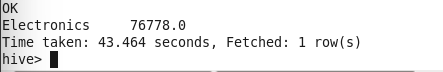 OK
Electronics     76778.0
Time taken: 43.464 seconds, Fetched: 1 row(s)
hive>